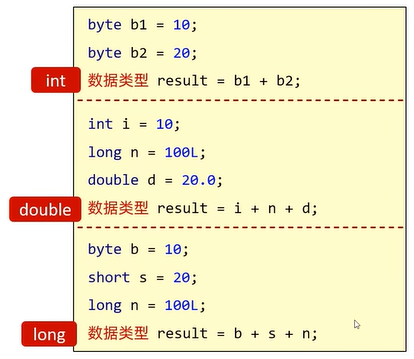 byte b1 = 10;
byte b2 = 20;
int 数据类型 result = b1 + b2;
int i = 10;
long n = 100L;
double d = 20.0;
double 数据类型 result = i + n + d;
byte b = 10;
short s = 20;
long n = 100L;
long 数据类型 result = b + s + n;